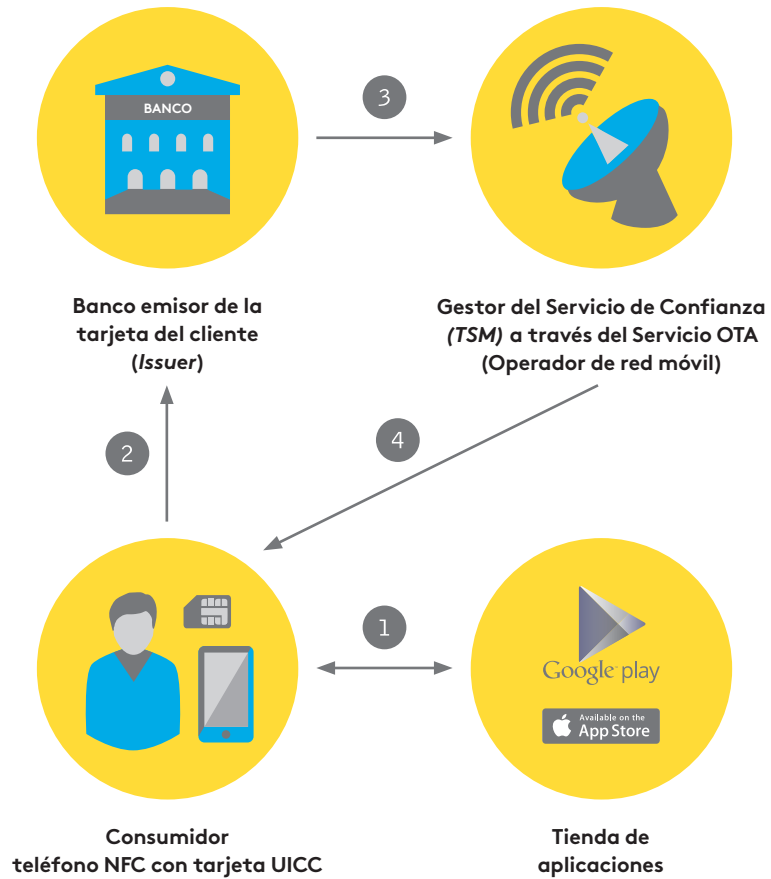 BANCO
3
Banco emisor de la
tarjeta del cliente
(Issuer)
Gestor del Servicio de Confianza
(TSM) a través del Servicio OTA
(Operador de red móvil)
2
4
1
Google play
Available on the
App Store
Consumidor
teléfono NFC con tarjeta UICC
Tienda de
aplicaciones